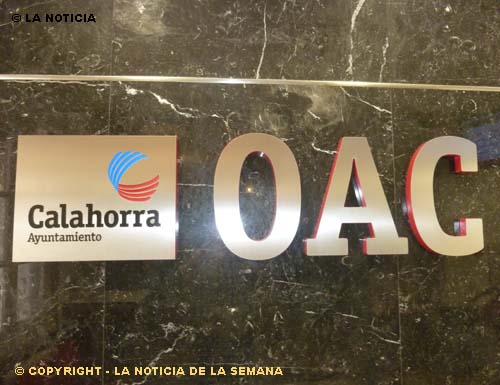 © LA NOTICIA
Calahorra
Ayuntamiento
OAC
© COPYRIGHT - LA NOTICIA DE LA SEMANA